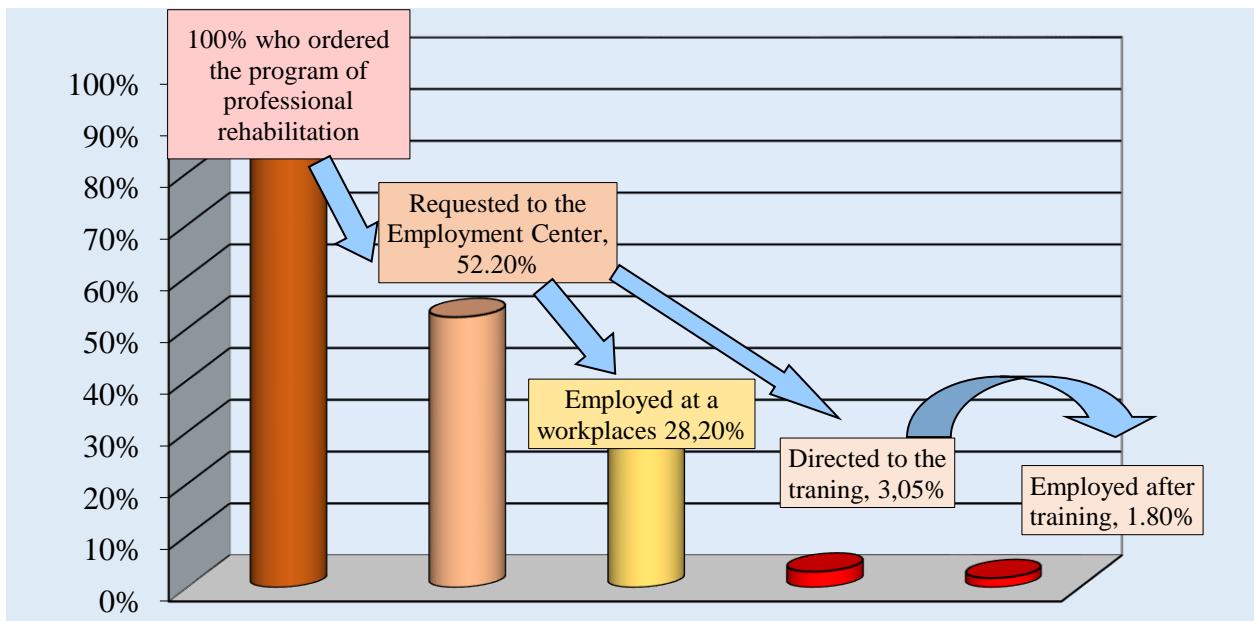 100% who ordered
the program of
professional
rehabilitation
100%
90%
80%
70%
60%
50%
40%
30%
20%
10%
0%
Requested to the
Employment Center,
52.20%
Employed at a
workplaces 28,20%
Directed to the
traning, 3,05%
Employed after
training, 1.80%